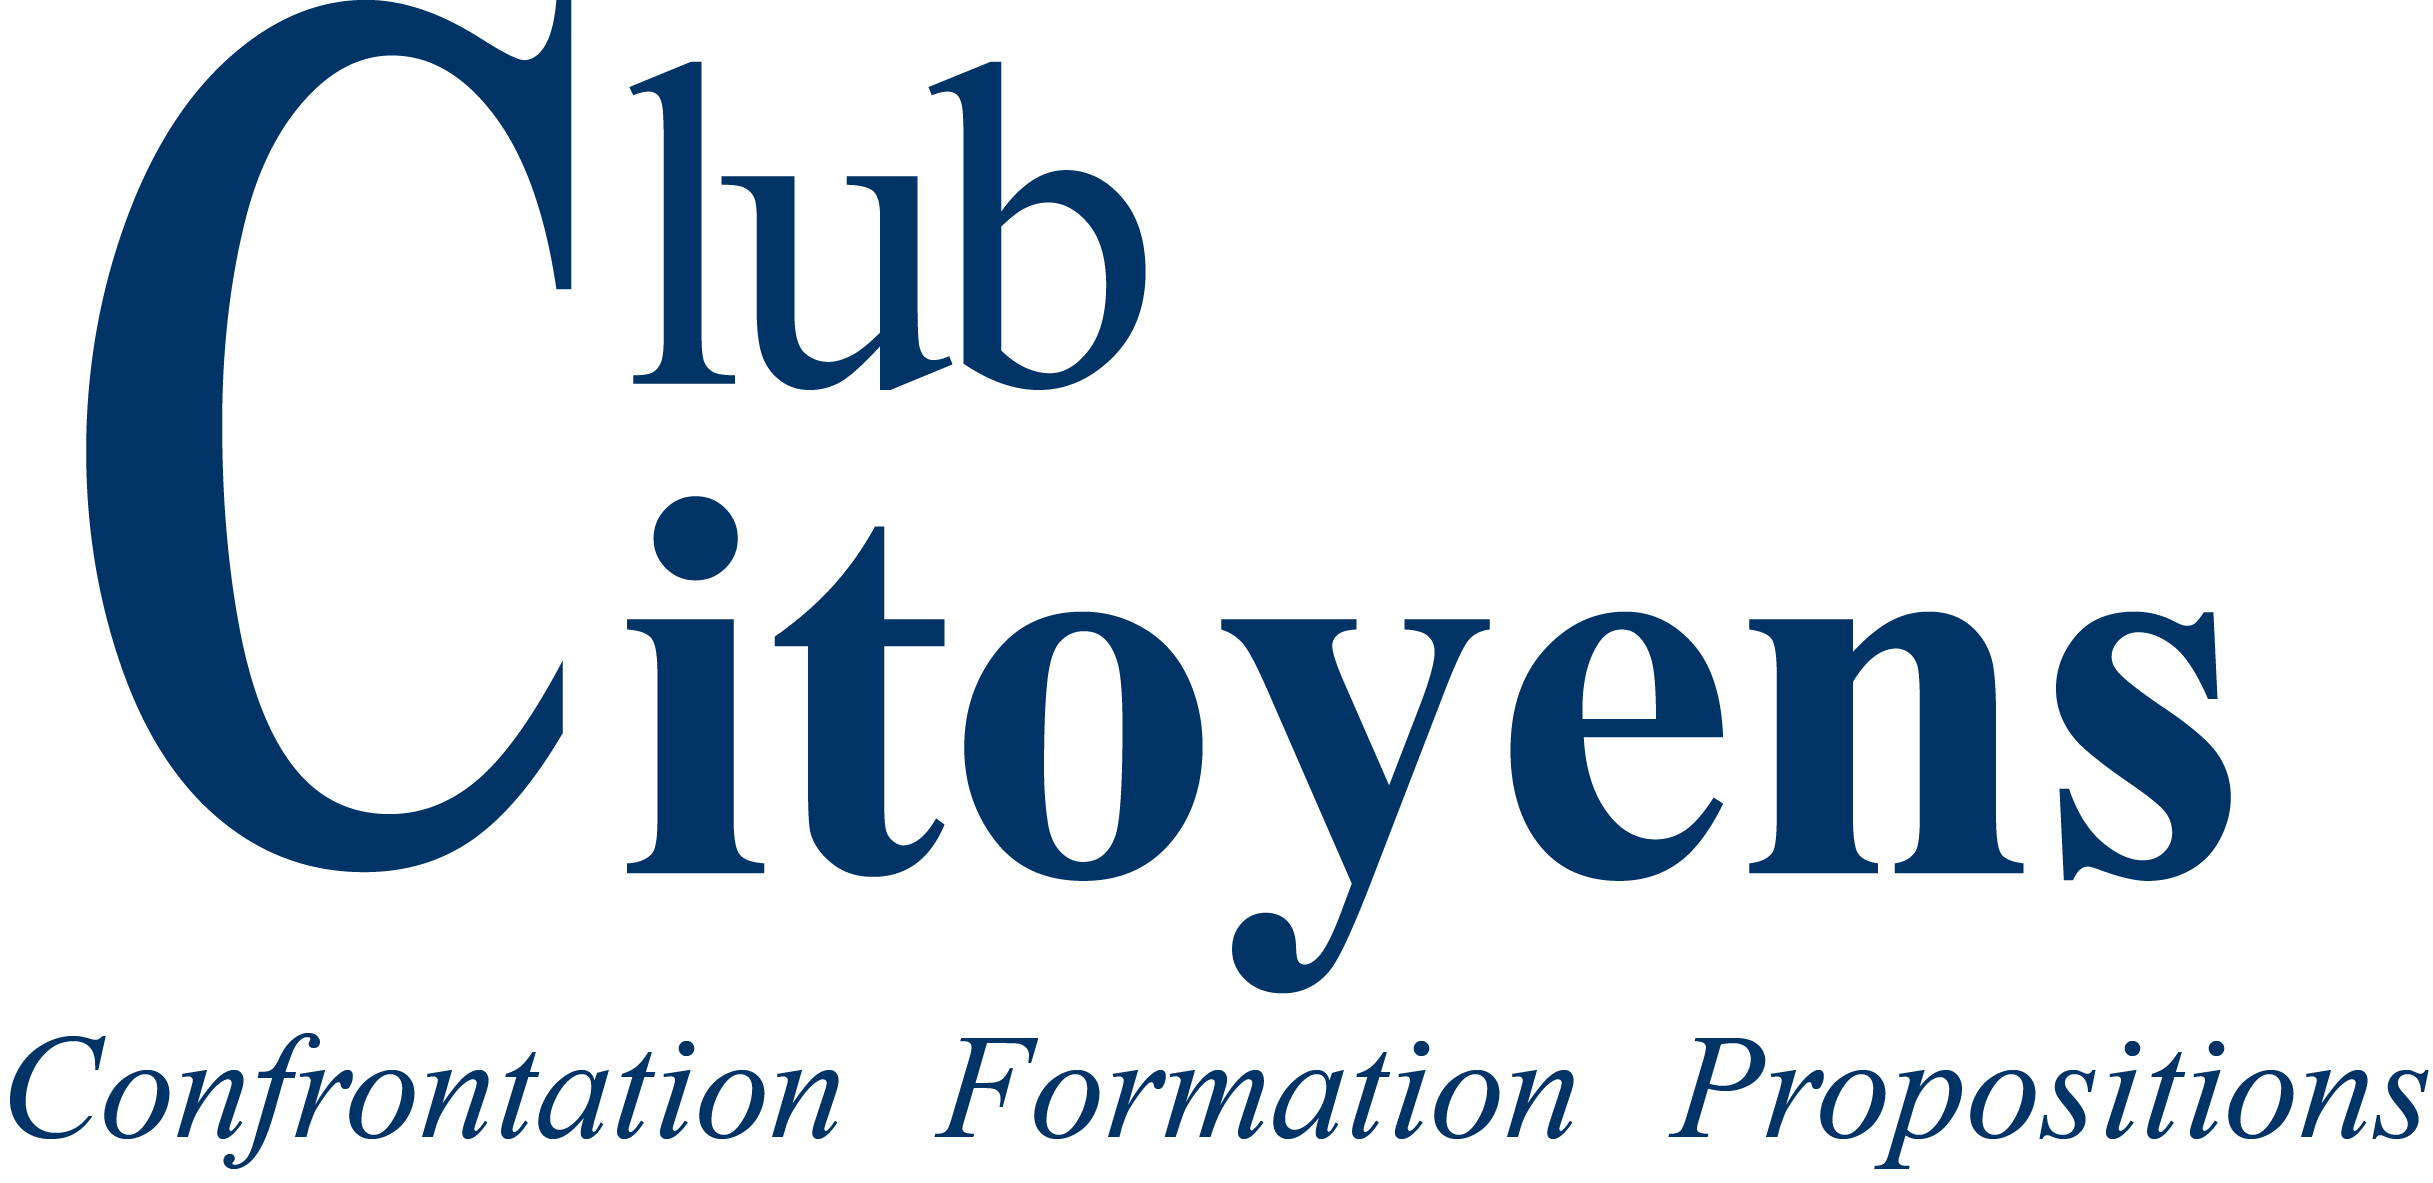 Club
Citoyens
Confrontation Formation Propositions